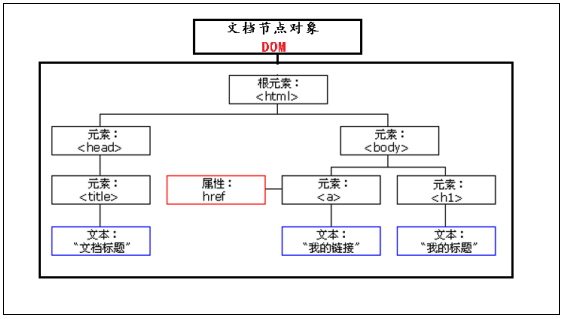 文档节点对象
DOM
根元素：
<html>
元素：
<head>
元素：
<body>
元素：
<title>
属性：
href
元素：
<a>
元素：
<h1>
文本：
“文档标题”
文本：
“我的链接”
文本：
“我的标题”